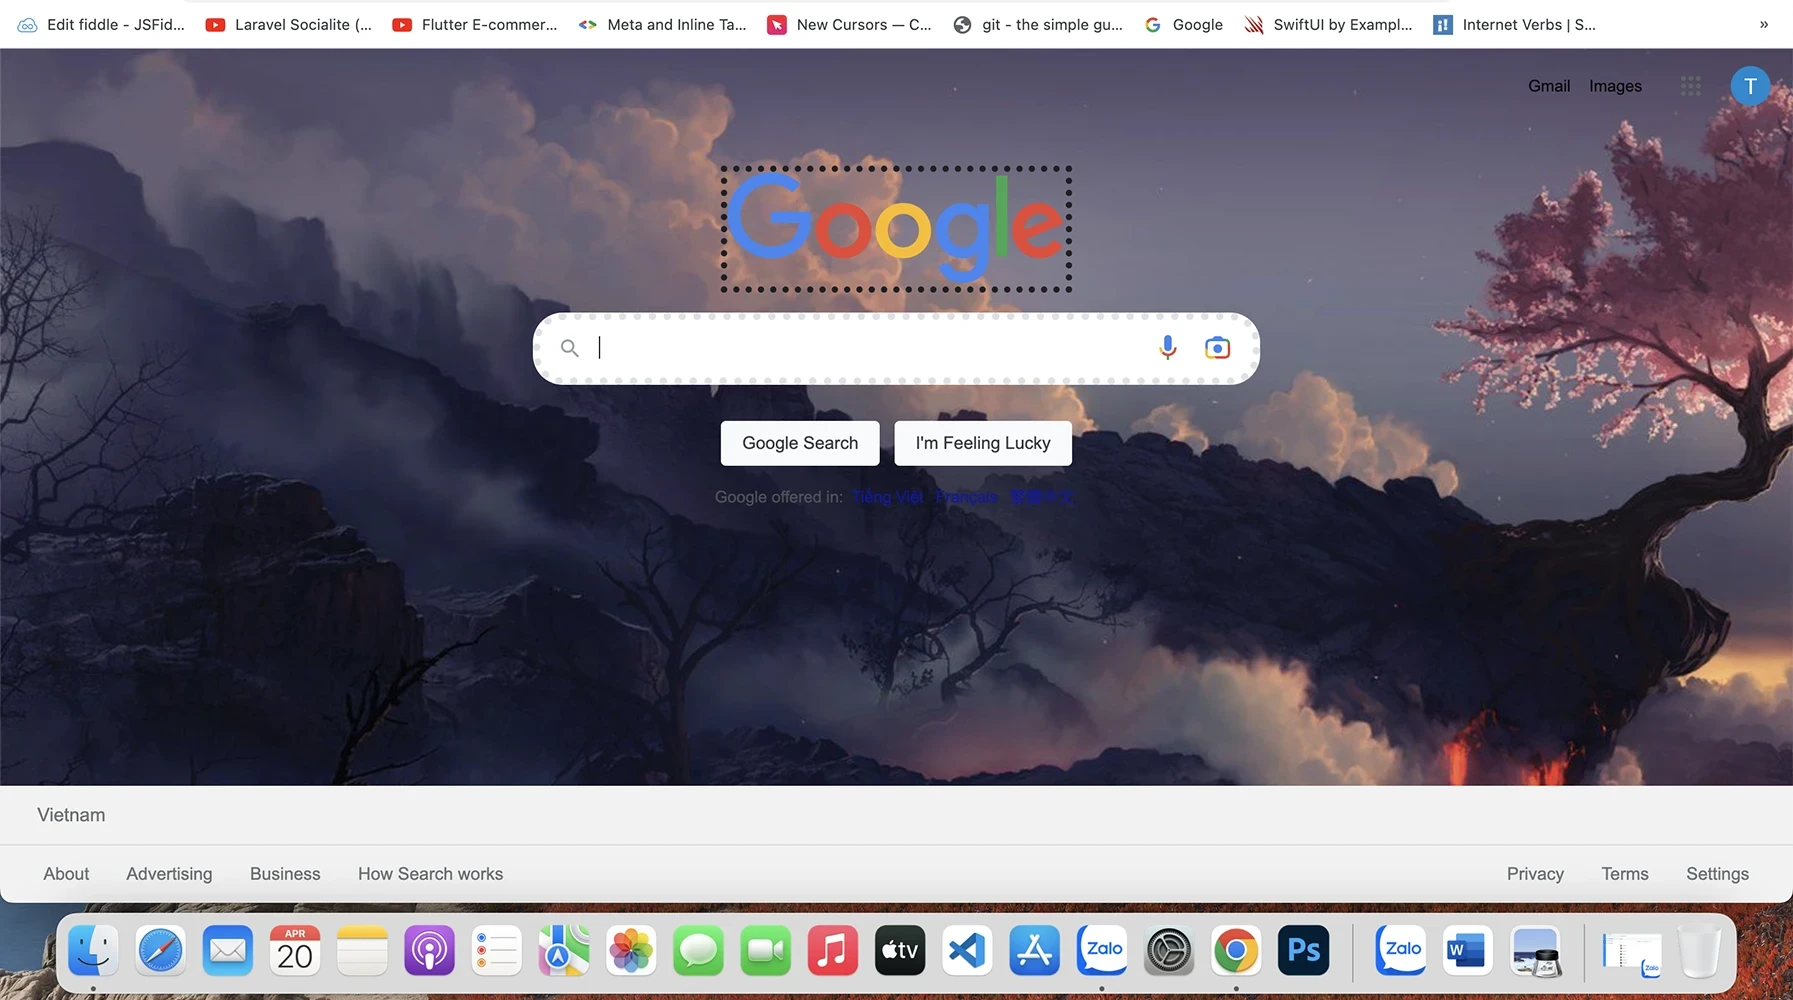 Edit fiddle - JSFid...
Laravel Socialite (...
Flutter E-commer...
Meta and Inline Ta...
New Cursors — C...
git - the simple gu...
Google
SwiftUI by Exampl...
Internet Verbs | S...
»
Gmail Images T
Google
Google Search I'm Feeling Lucky
Google offered in: Tiếng Việt Français 繁體中文
Vietnam
About Advertising Business How Search works Privacy Terms Settings
APR
20
tv
Zalo
Ps
Zalo
W
Zalo